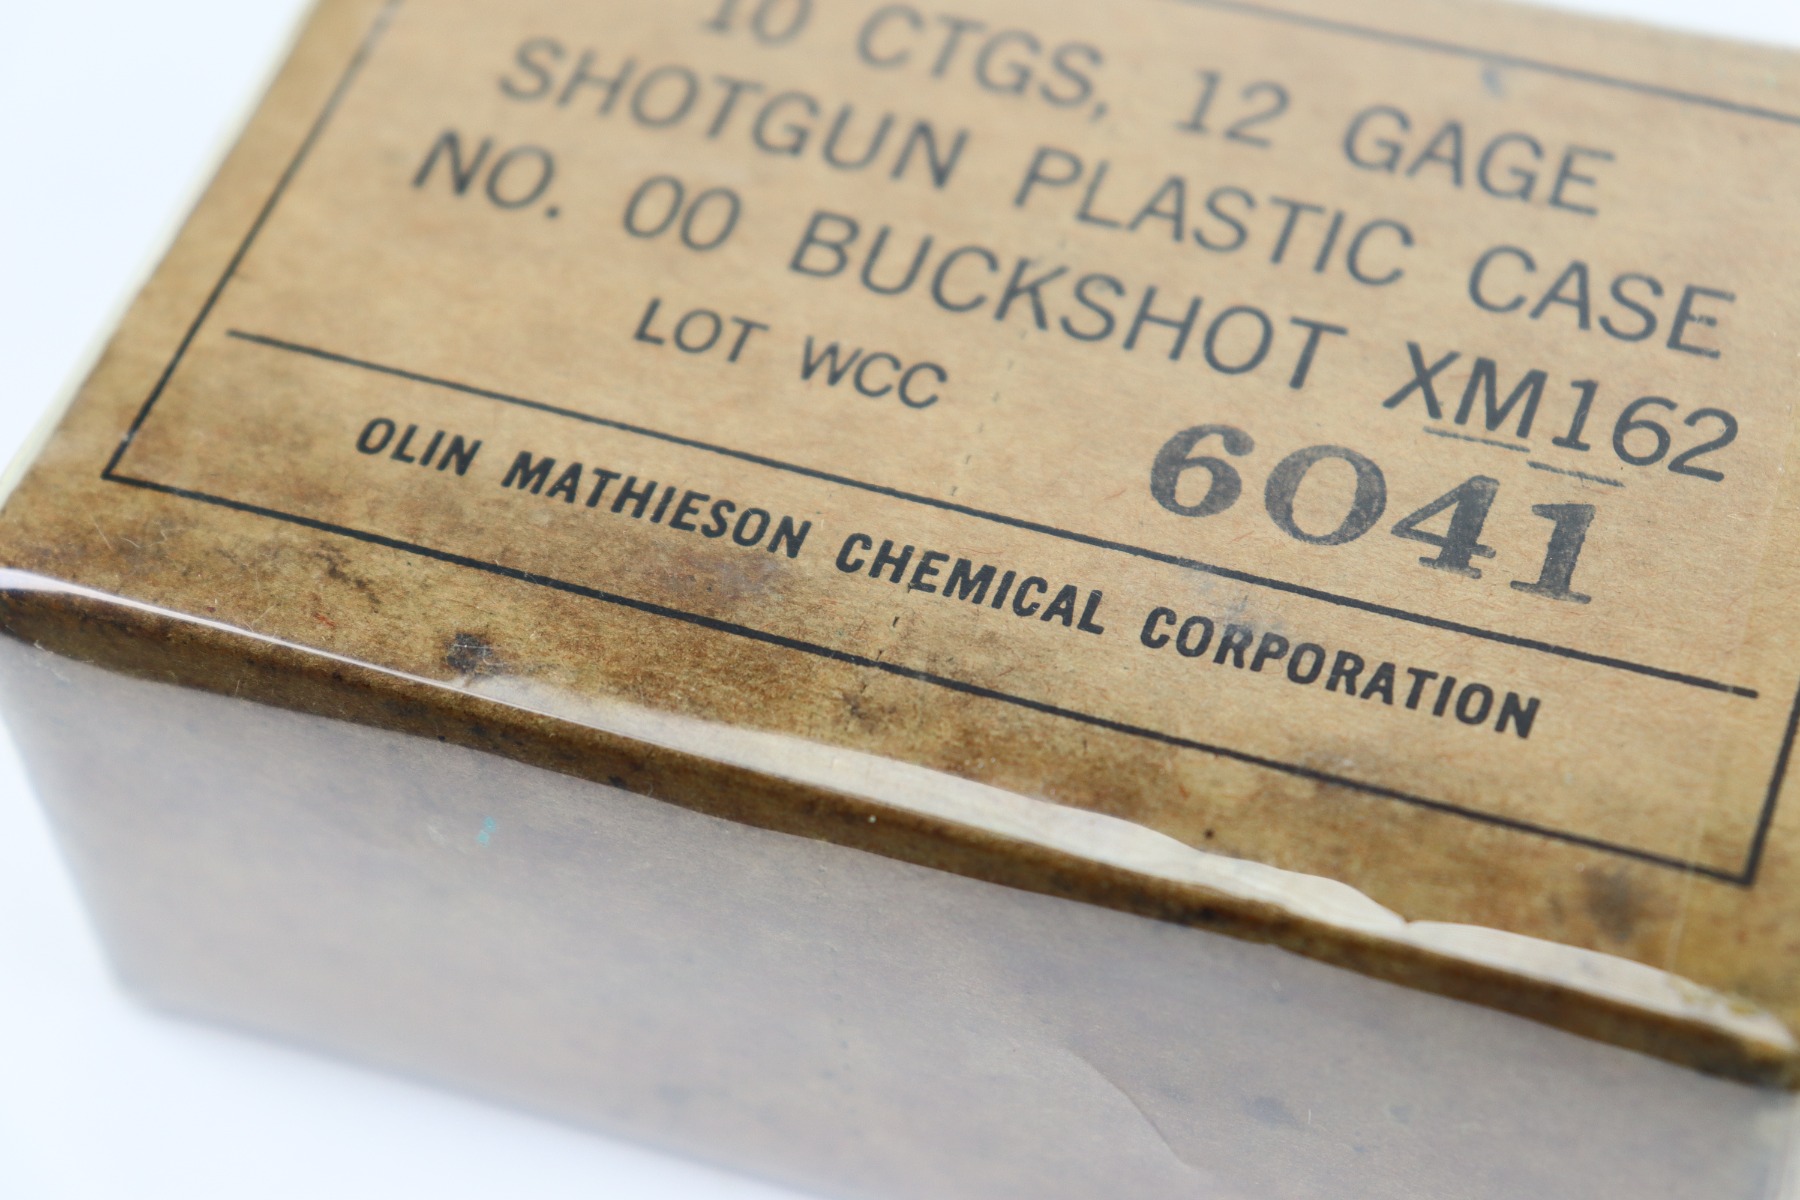 10 CTGS, 12 GAGE
SHOTGUN PLASTIC CASE
NO. 00 BUCKSHOT XM162
LOT WCC 6041
OLIN MATHIESON CHEMICAL CORPORATION